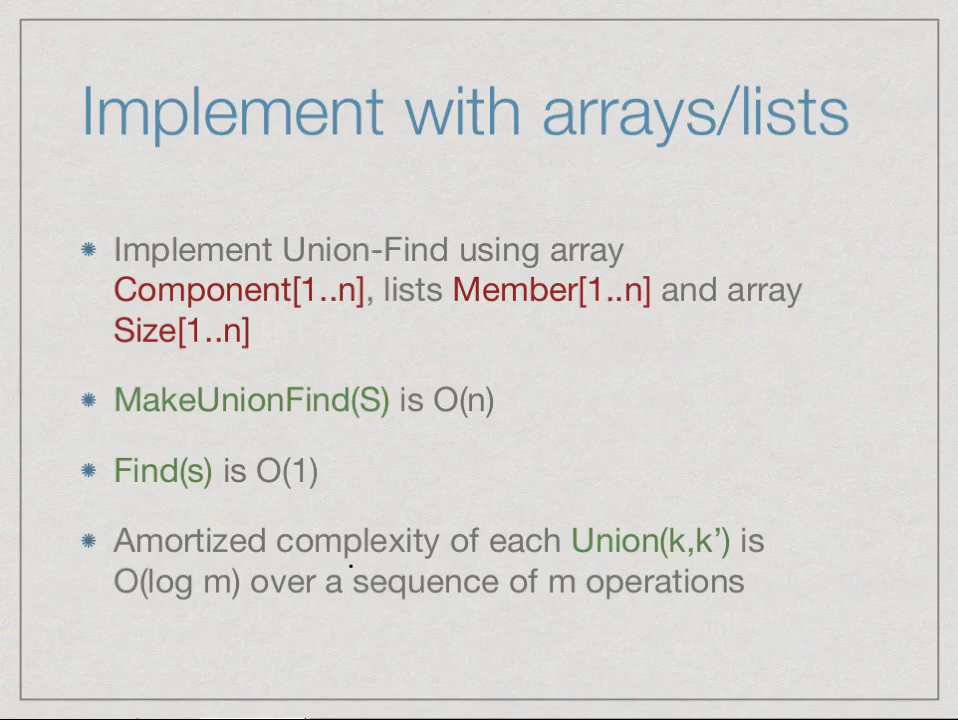 Implement with arrays/lists
Implement Union-Find using array
Component[1..n], lists Member[1..n] and array
Size[1..n]
MakeUnionFind(S) is O(n)
Find(s) is O(1)
Amortized complexity of each Union(k,k’) is
O(log m) over a sequence of m operations